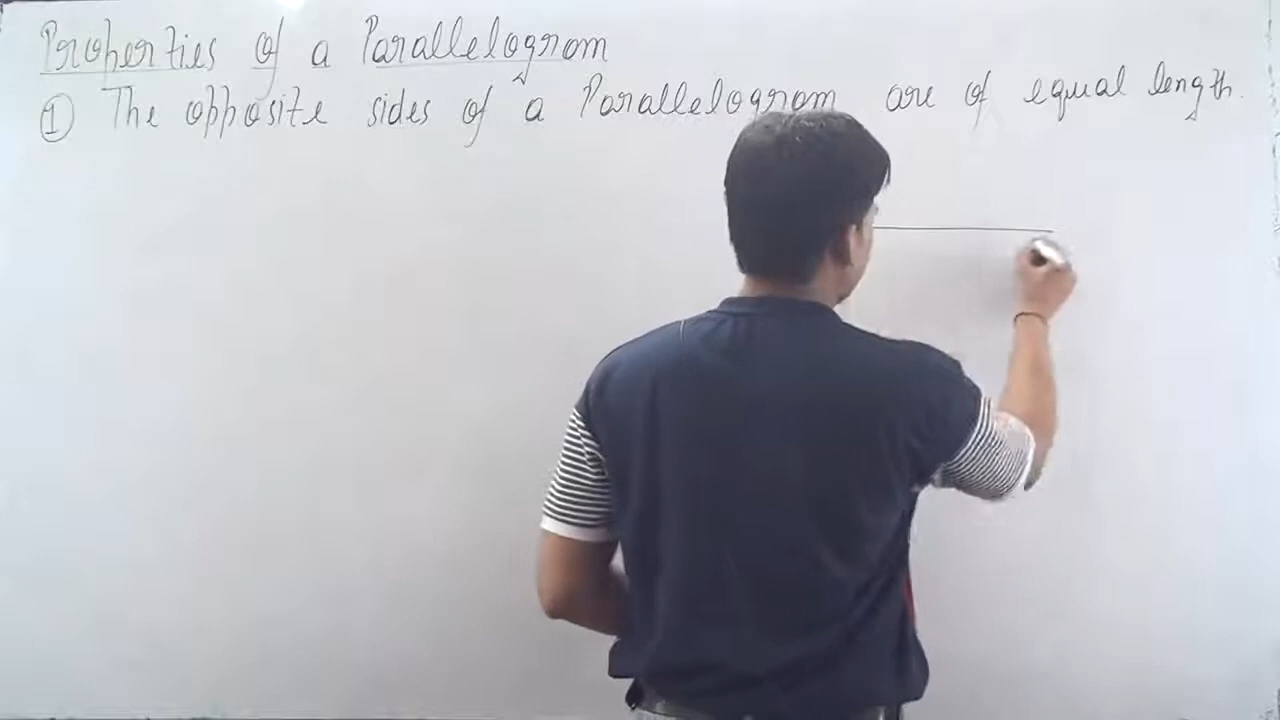 Properties of a Parallelogram
① The opposite sides of a Parallelogram are of equal length.